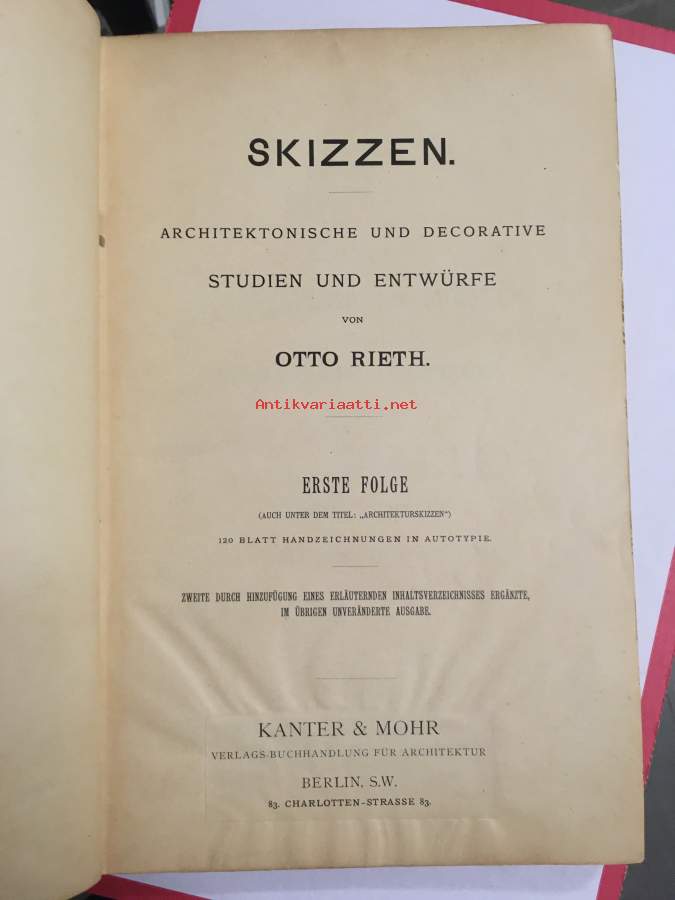 SKIZZEN.
ARCHITEKTONISCHE UND DECORATIVE
STUDIEN UND ENTWÜRFE
VON
OTTO RIETH.
Antikvariaatti.net
ERSTE FOLGE
(AUCH UNTER DEM TITEL: „ARCHITEKTURSKIZZEN")
120 BLATT HANDZEICHNUNGEN IN AUTOTYPIE.
ZWEITE DURCH HINZUFÜGUNG EINES ERLÄUTERNDEN INHALTSVERZEICHNISSES ERGÄNZTE,
IM ÜBRIGEN UNVERÄNDERTE AUSGABE.
KANTER & MOHR
VERLAGS-BUCHHANDLUNG FÜR ARCHITEKTUR
BERLIN, S.W.
83. CHARLOTTEN-STRASSE 83.